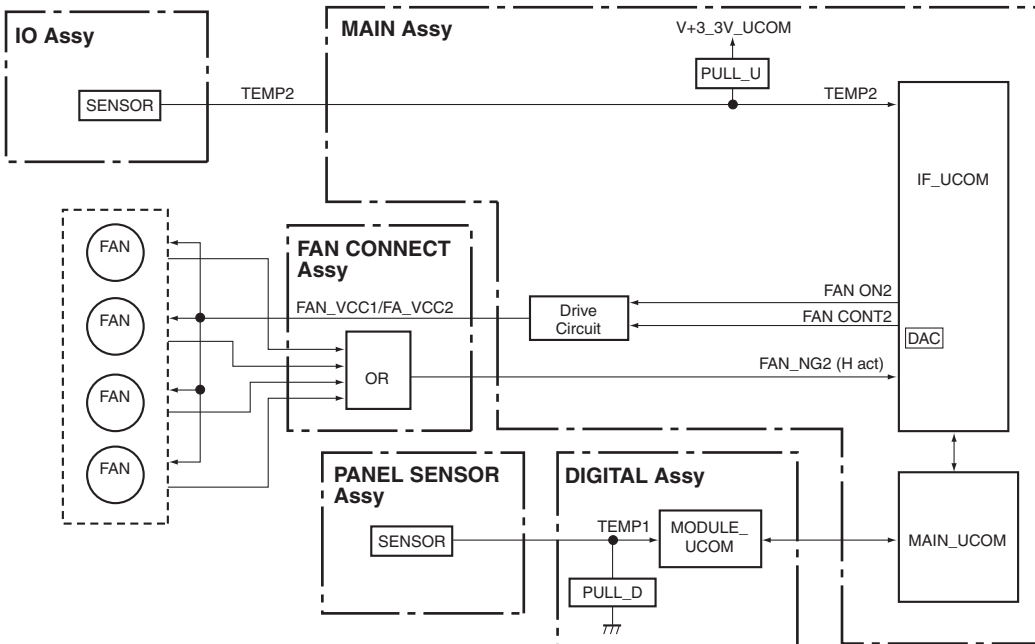 IO Assy
MAIN Assy
V+3_3V_UCOM
PULL_U
SENSOR
TEMP2
TEMP2
IF_UCOM
FAN
FAN
FAN
FAN
FAN CONNECT
Assy
FAN_VCC1/FA_VCC2
OR
Drive
Circuit
FAN ON2
FAN CONT2
DAC
FAN_NG2 (H act)
PANEL SENSOR
Assy
SENSOR
DIGITAL Assy
TEMP1
MODULE_
UCOM
PULL_D
MAIN_UCOM